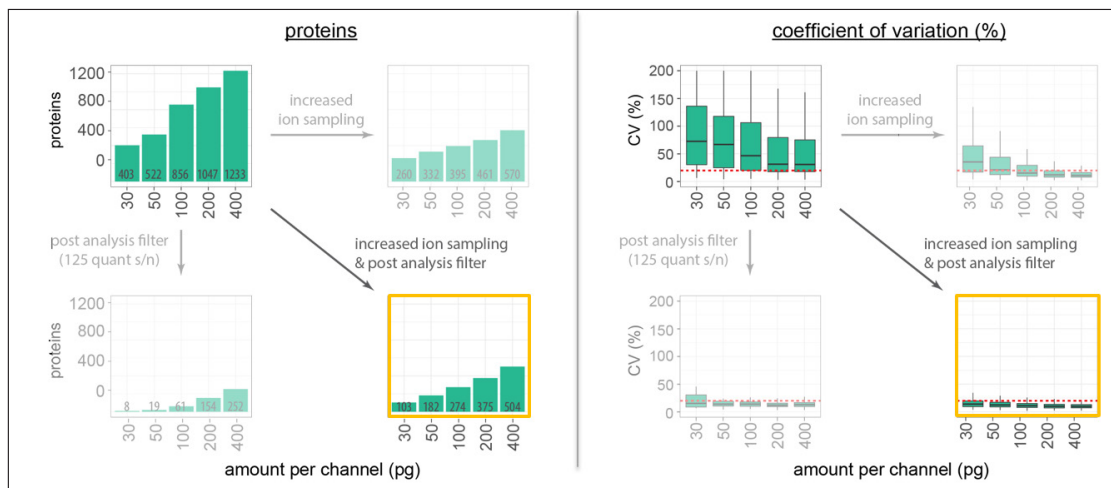 proteins
1200
800
400
0
proteins
403 522 856 1047 1233
30 50 100 200 400
increased
ion sampling
260 332 395 461 570
30 50 100 200 400
post analysis filter
(125 quant s/n)
increased ion sampling
& post analysis filter
1200
800
400
0
proteins
8 19 61 154 252
30 50 100 200 400
103 182 274 375 504
30 50 100 200 400
amount per channel (pg)
coefficient of variation (%)
200
150
100
50
0
CV (%)
30 50 100 200 400
increased
ion sampling
30 50 100 200 400
post analysis filter
(125 quant s/n)
increased ion sampling
& post analysis filter
200
150
100
50
0
CV (%)
30 50 100 200 400
30 50 100 200 400
amount per channel (pg)